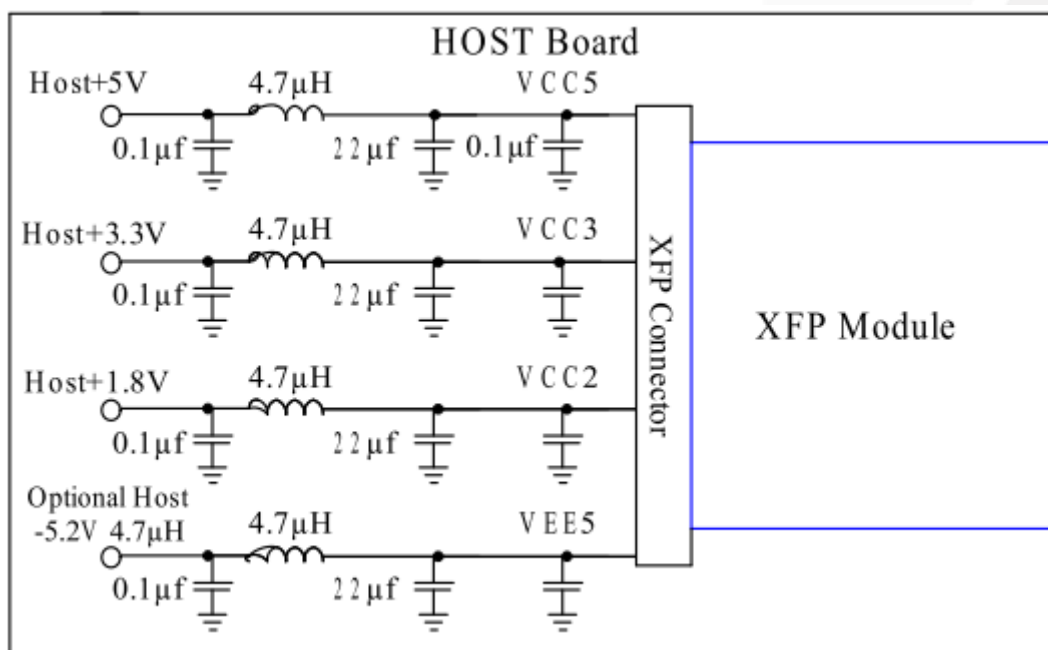 HOST Board
Host+5V
4.7μH
VCC5
0.1μf
22μf
0.1μf
Host+3.3V
4.7μH
VCC3
0.1μf
22μf
Host+1.8V
4.7μH
VCC2
0.1μf
22μf
Optional Host
-5.2V 4.7μH
4.7μH
VEE5
0.1μf
22μf
XFP Connector
XFP Module